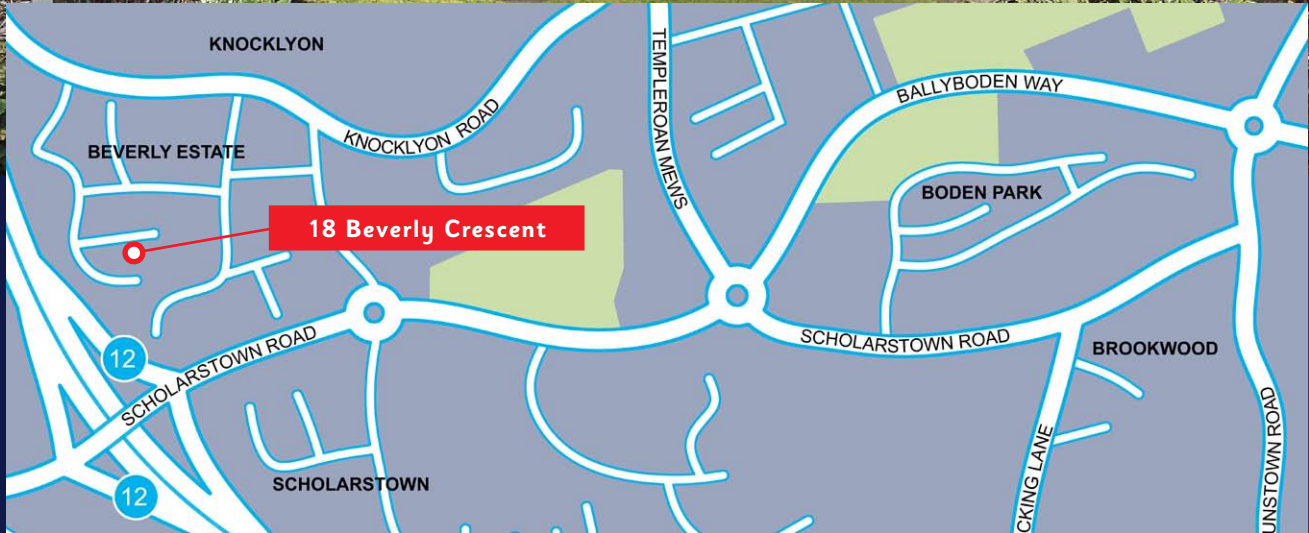 KNOCKLYON
KNOCKLYON ROAD
TEMPLEROAN MEWS
BALLYBODEN WAY
BEVERLY ESTATE
BODEN PARK
18 Beverly Crescent
12
SCHOLARSTOWN ROAD
SCHOLARSTOWN ROAD
BROOKWOOD
12
SCHOLARSTOWN
CKING LANE
UNSTOWN ROAD